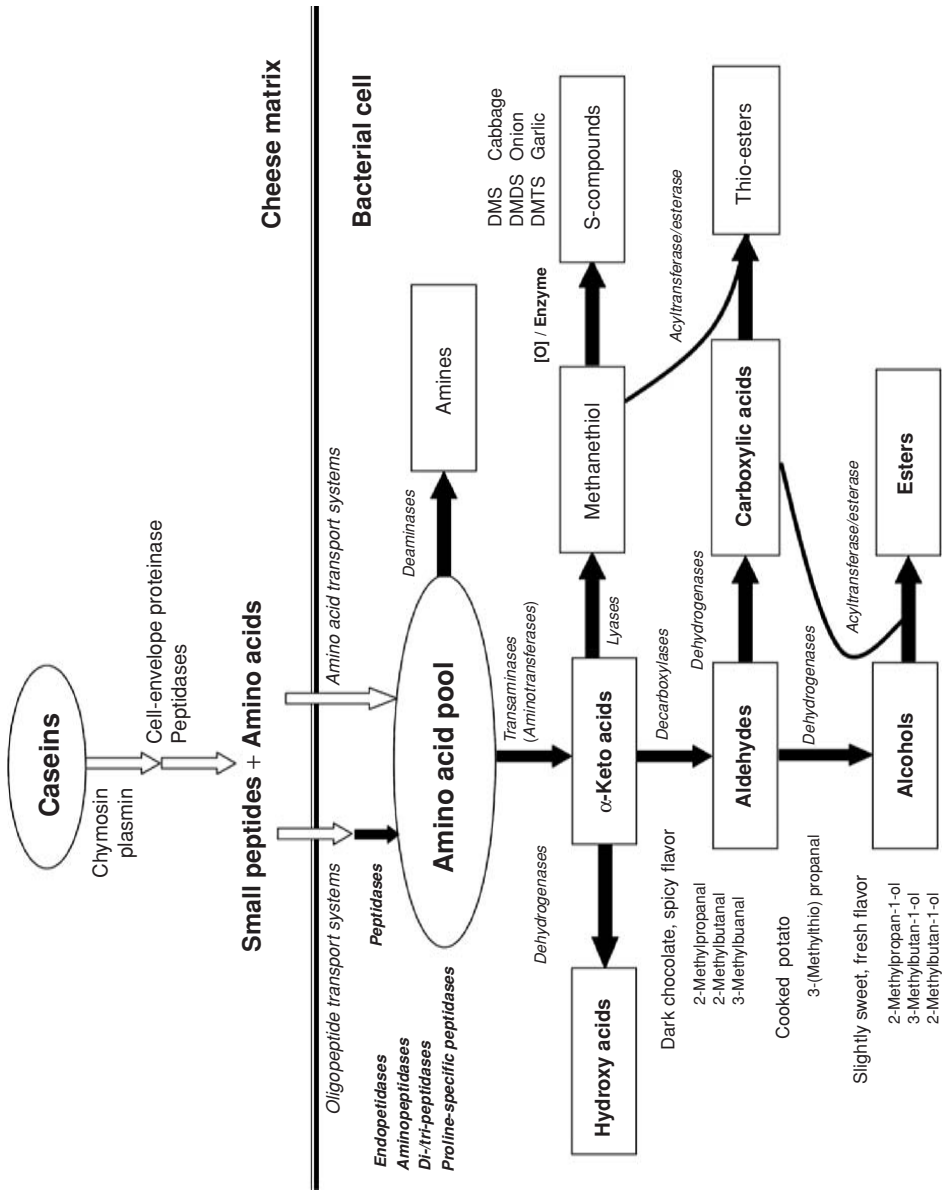 Caseins
Chymosin
plasmin
Cell-envelope proteinase
Peptidases
Small peptides + Amino acids
Cheese matrix
Bacterial cell
Oligopeptide transport systems
Amino acid transport systems
Peptidases
Endopetidases
Aminopeptidases
Di-/tri-peptidases
Proline-specific peptidases
Amino acid pool
Deaminases
Amines
Transaminases
(Aminotransferases)
DMS Cabbage
DMDS Onion
DMTS Garlic
Hydroxy acids
Dehydrogenases
α-Keto acids
Lyases
Methanethiol
[O] / Enzyme
S-compounds
Decarboxylases
Dark chocolate, spicy flavor
2-Methylpropanal
2-Methylbutanal
3-Methylbuanal
Aldehydes
Dehydrogenases
Carboxylic acids
Acyltransferase/esterase
Thio-esters
Cooked potato
3-(Methylthio) propanal
Dehydrogenases
Slightly sweet, fresh flavor
2-Methylpropan-1-ol
3-Methylbutan-1-ol
2-Methylbutan-1-ol
Alcohols
Acyltransferase/esterase
Esters